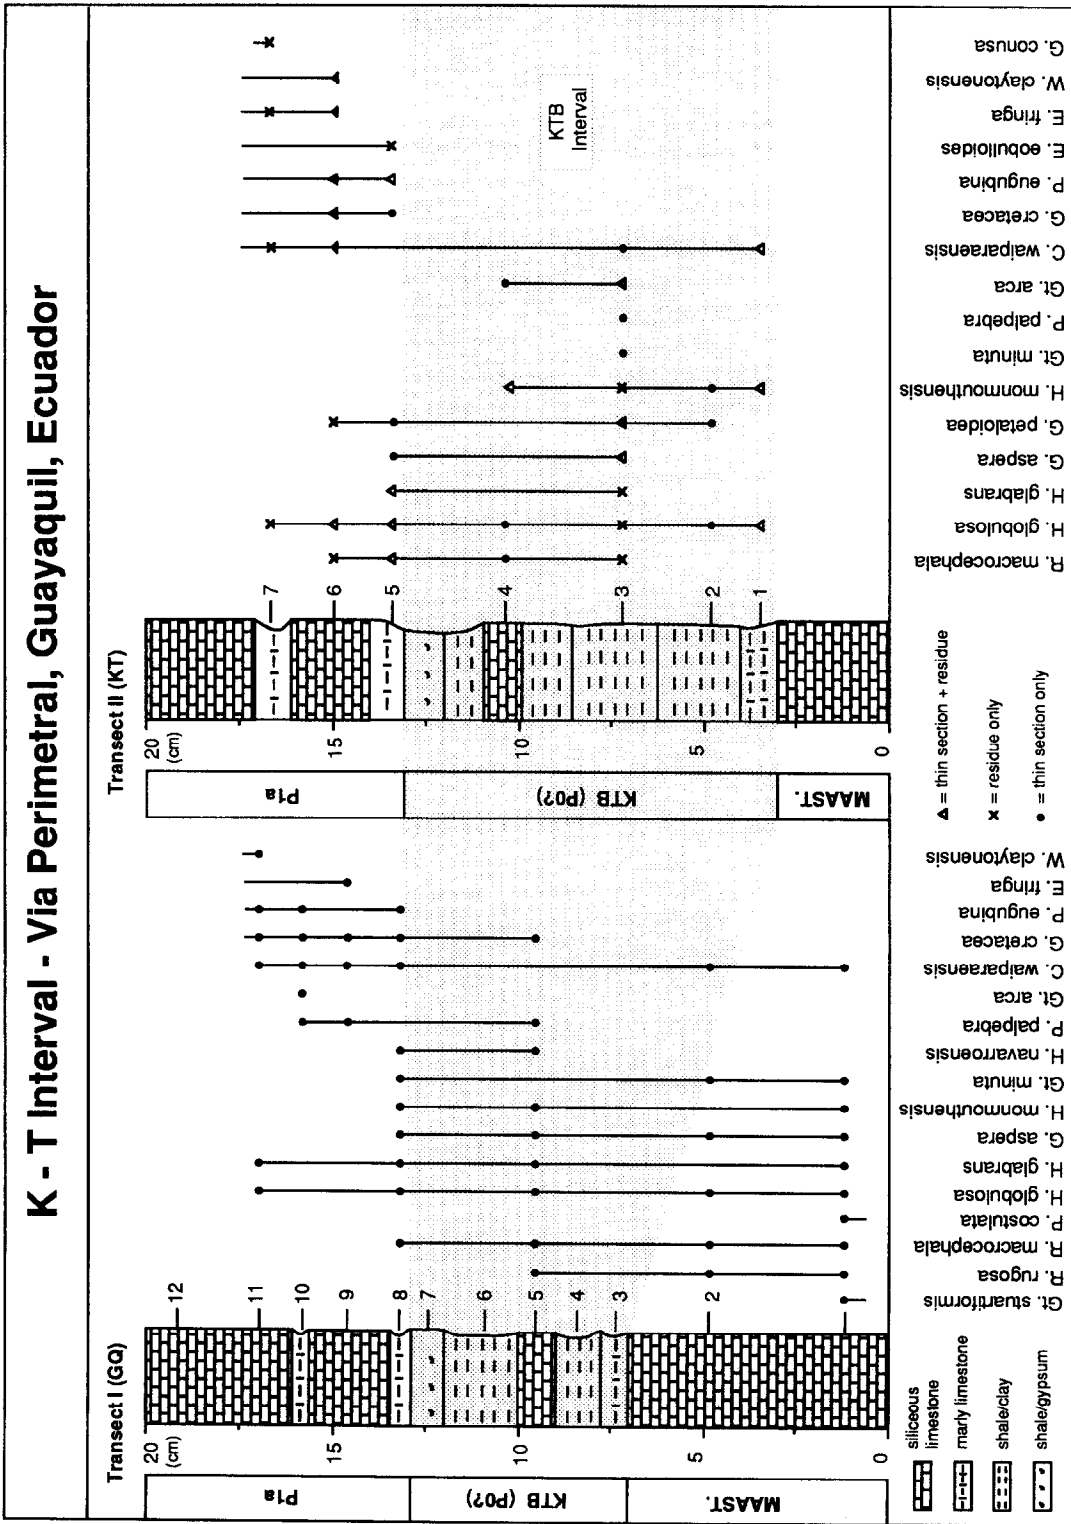 K - T Interval - Via Perimetral, Guayaquil, Ecuador
Transect I (GQ)
Transect II (KT)
20
(cm)
15
10
5
0
P1a
KTB (P0?)
MAAST.
12
11
10
9
8
7
6
5
4
3
2
Gt. stuartiformis
R. rugosa
R. macrocephala
P. costulata
H. globulosa
H. glabrans
G. aspera
H. monmouthensis
Gt. minuta
H. navarroensis
P. palpebra
Gt. arca
C. waiparaensis
G. cretacea
P. eugubina
E. fringa
W. claytonensis
P1a
KTB (P0?)
MAAST.
20
(cm)
15
10
5
0
7
6
5
4
3
2
1
KTB
Interval
R. macrocephala
H. globulosa
H. glabrans
G. aspera
G. petaloidea
H. monmouthensis
Gt. minuta
P. palpebra
Gt. arca
C. waiparaensis
G. cretacea
P. eugubina
E. eobulloides
E. fringa
W. claytonensis
G. conusa
siliceous
limestone
marly limestone
shale/clay
shale/gypsum
= thin section + residue
= residue only
= thin section only